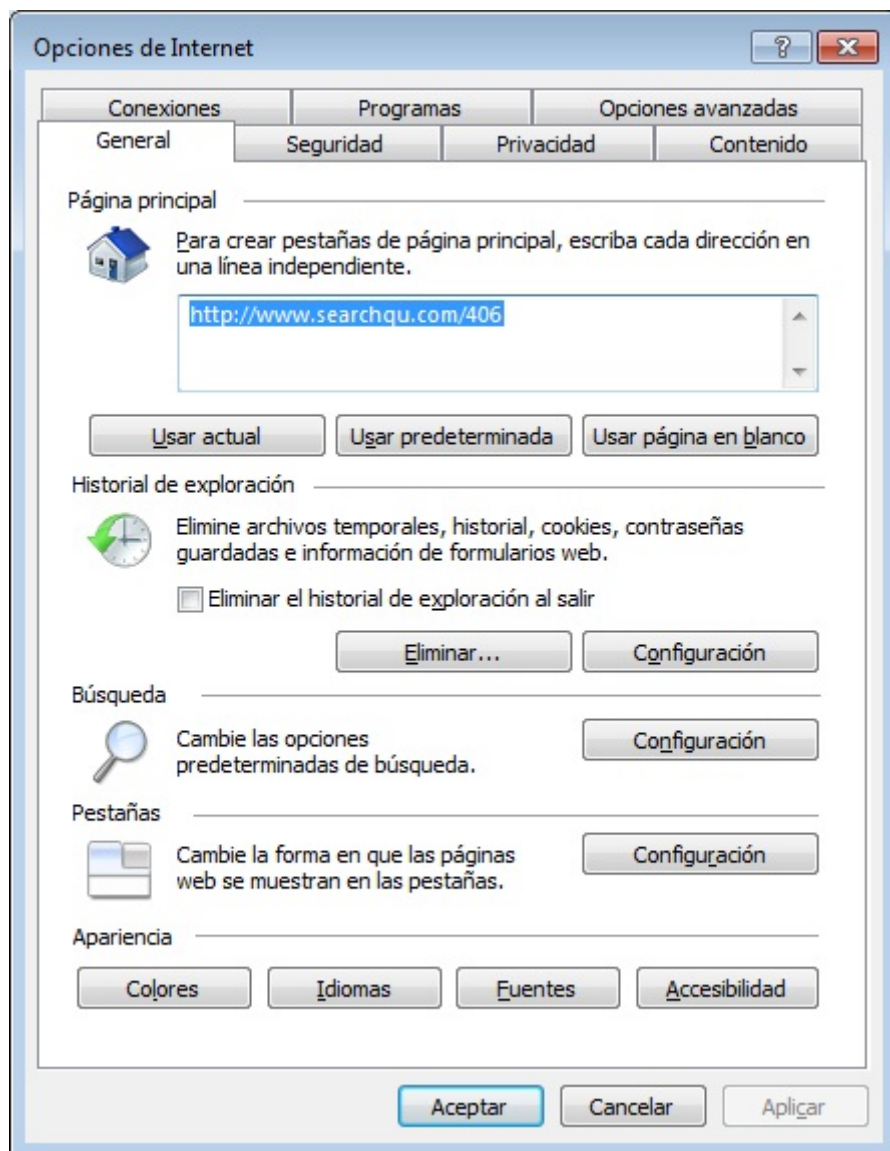 Opciones de Internet
?
Conexiones Programas Opciones avanzadas
General Seguridad Privacidad Contenido
Página principal
Para crear pestañas de página principal, escriba cada dirección en
una línea independiente.
http://www.searchqu.com/406
Usar actual Usar predeterminada Usar página en blanco
Historial de exploración
Elimine archivos temporales, historial, cookies, contraseñas
guardadas e información de formularios web.
Eliminar el historial de exploración al salir
Eliminar... Configuración
Búsqueda
Cambie las opciones
predeterminadas de búsqueda.
Configuración
Pestañas
Cambie la forma en que las páginas
web se muestran en las pestañas.
Configuración
Apariencia
Colores Idiomas Fuentes Accesibilidad
Aceptar Cancelar Aplicar